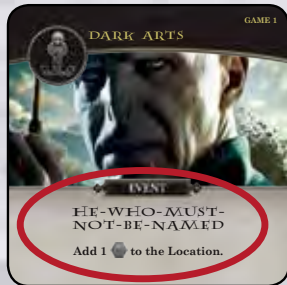 GAME 1
DARK ARTS
EVENT
HE-WHO-MUST-
NOT-BE-NAMED
Add 1 to the Location.